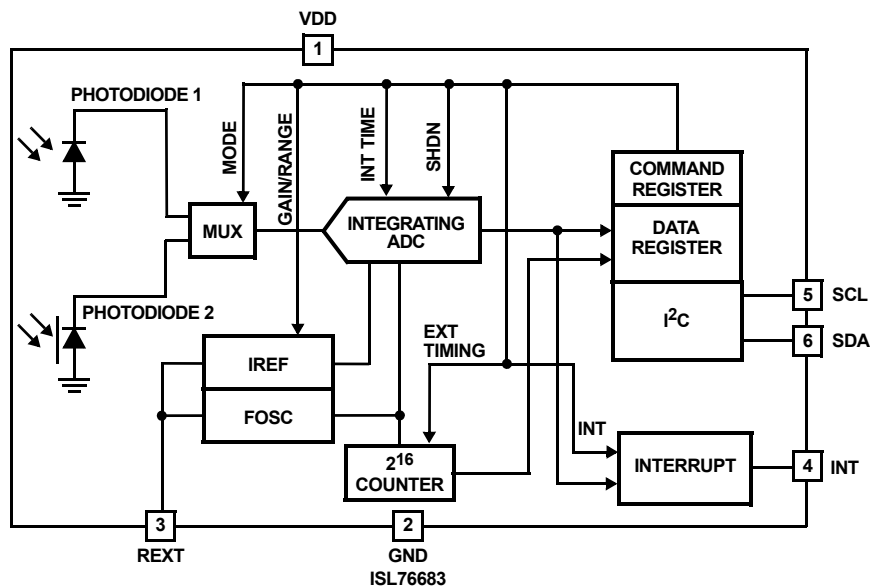 VDD
1
PHOTODIODE 1
MODE
GAIN/RANGE
INT TIME
SHDN
COMMAND
REGISTER
MUX
INTEGRATING
ADC
DATA
REGISTER
PHOTODIODE 2
I²C
5 SCL
6 SDA
EXT
TIMING
IREF
FOSC
INT
2¹⁶
COUNTER
INTERRUPT
4 INT
3
REXT
2
GND
ISL76683